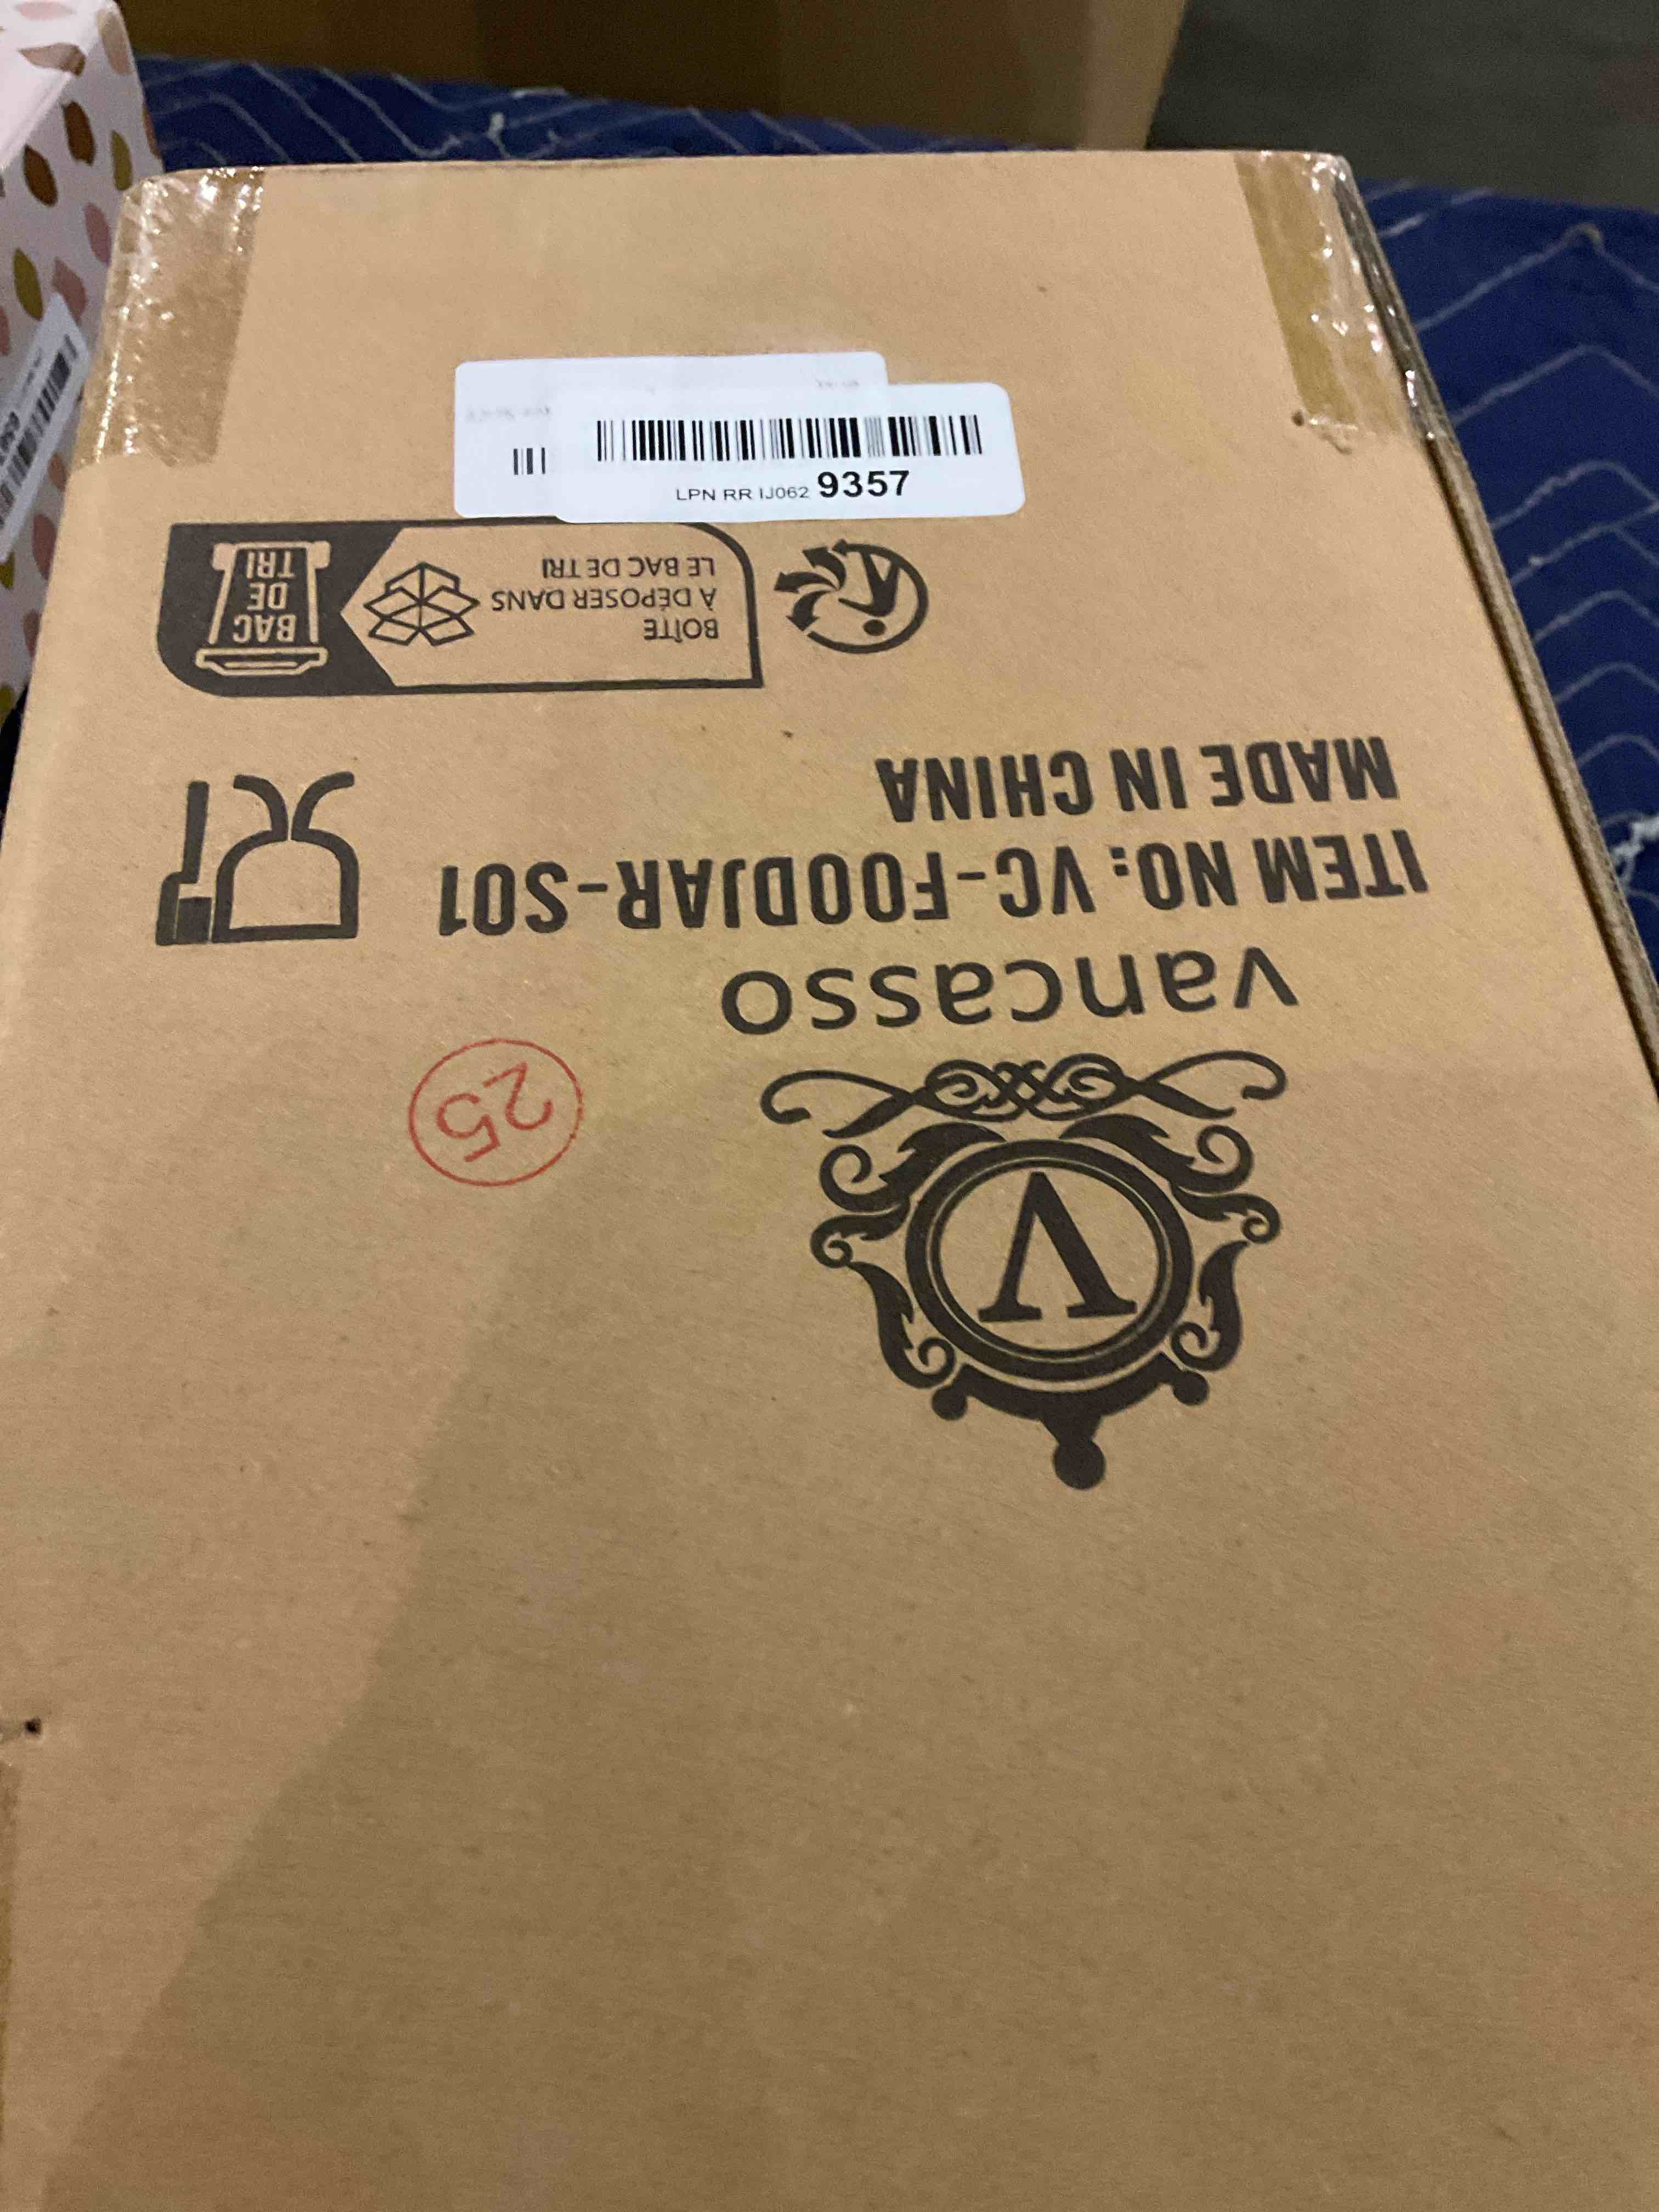 LPN RR IJ062 9357
V
vancasso
ITEM NO: VC-FOODJAR-S01
MADE IN CHINA
25
BOÎTE
À DÉPOSER DANS
LE BAC DE TRI
BAC
DE
TRI